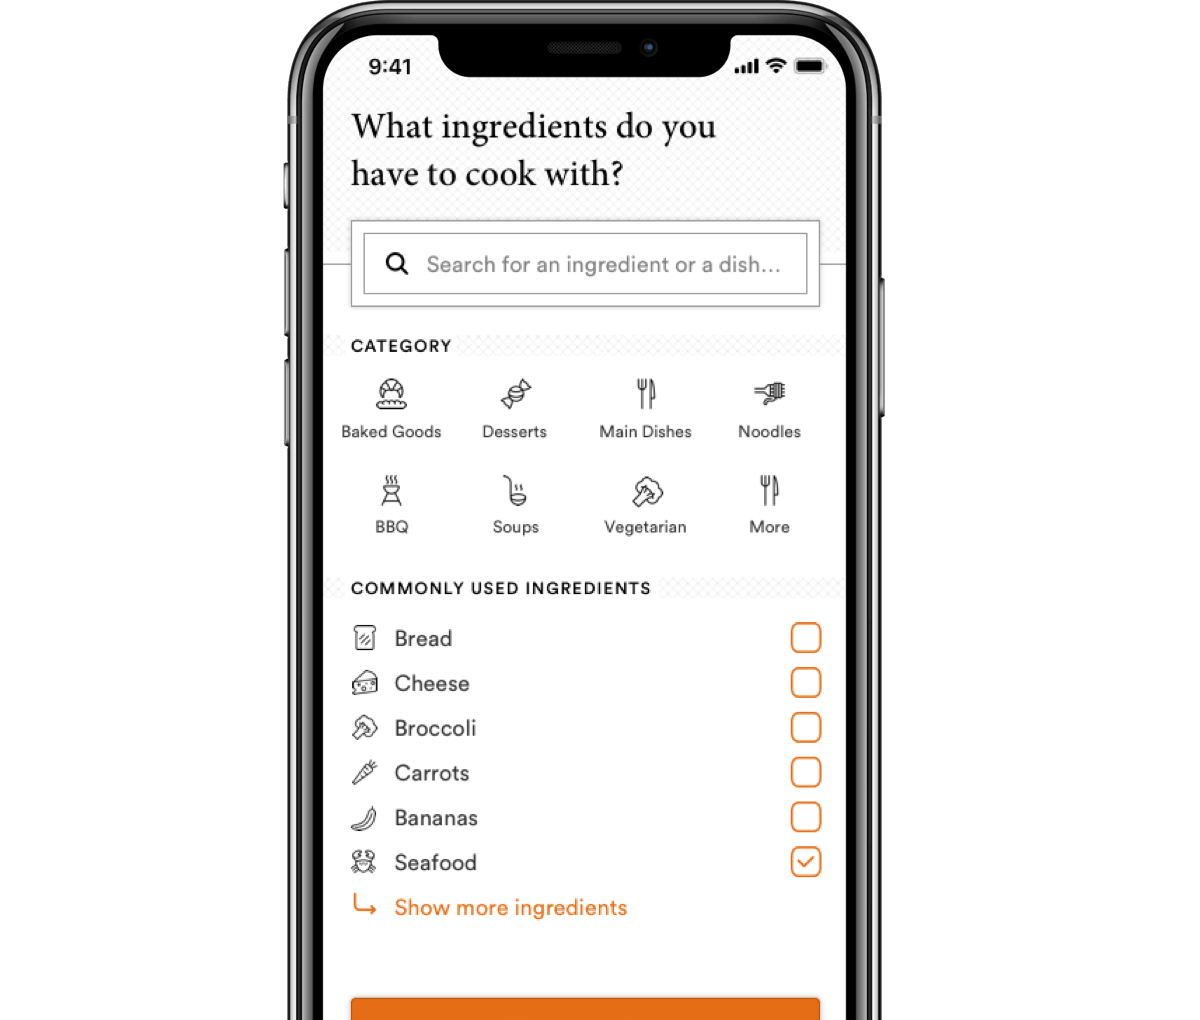 9:41
What ingredients do you
have to cook with?
Search for an ingredient or a dish...
CATEGORY
Baked Goods Desserts Main Dishes Noodles
BBQ Soups Vegetarian More
COMMONLY USED INGREDIENTS
Bread
Cheese
Broccoli
Carrots
Bananas
Seafood
Show more ingredients